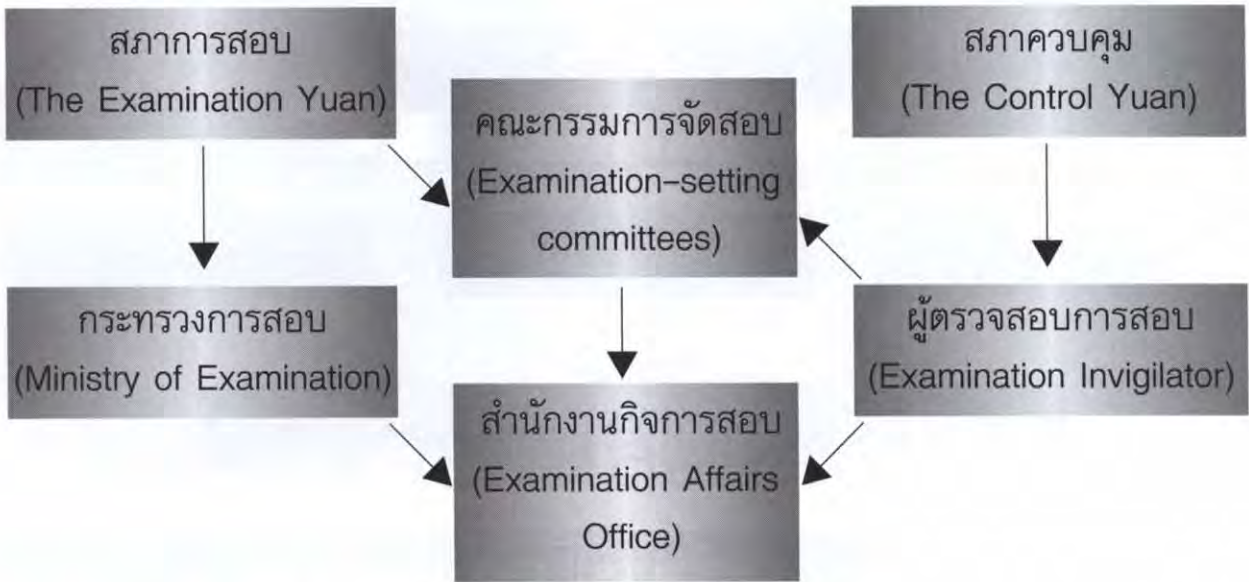 สภาการสอบ
(The Examination Yuan)
สภาควบคุม
(The Control Yuan)
คณะกรรมการจัดสอบ
(Examination-setting
committees)
กระทรวงการสอบ
(Ministry of Examination)
ผู้ตรวจสอบการสอบ
(Examination Invigilator)
สำนักงานกิจการสอบ
(Examination Affairs
Office)